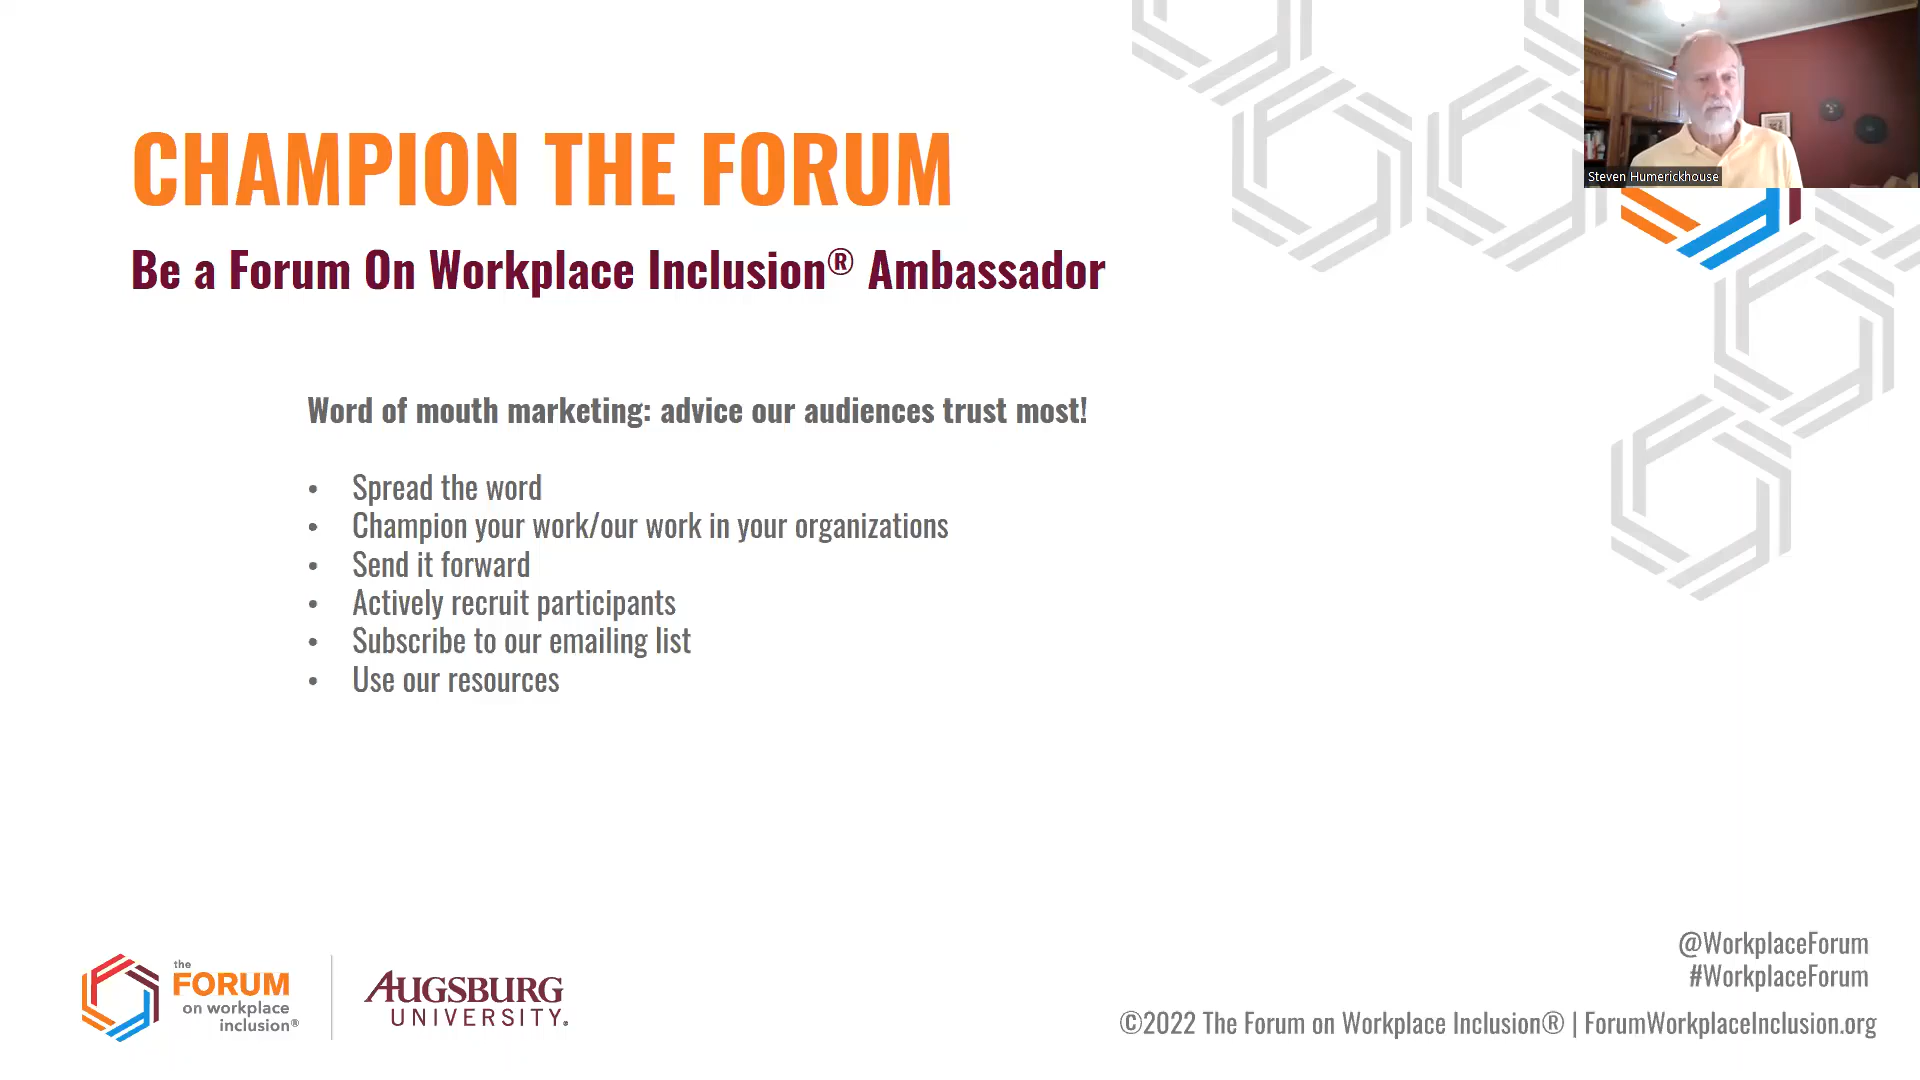 CHAMPION THE FORUM
Be a Forum On Workplace Inclusion® Ambassador
Steven Humerickhouse
Word of mouth marketing: advice our audiences trust most!
• Spread the word
• Champion your work/our work in your organizations
• Send it forward
• Actively recruit participants
• Subscribe to our emailing list
• Use our resources
the
FORUM
on workplace
inclusion®
AUGSBURG
UNIVERSITY®
@WorkplaceForum
#WorkplaceForum
©2022 The Forum on Workplace Inclusion® | ForumWorkplaceInclusion.org